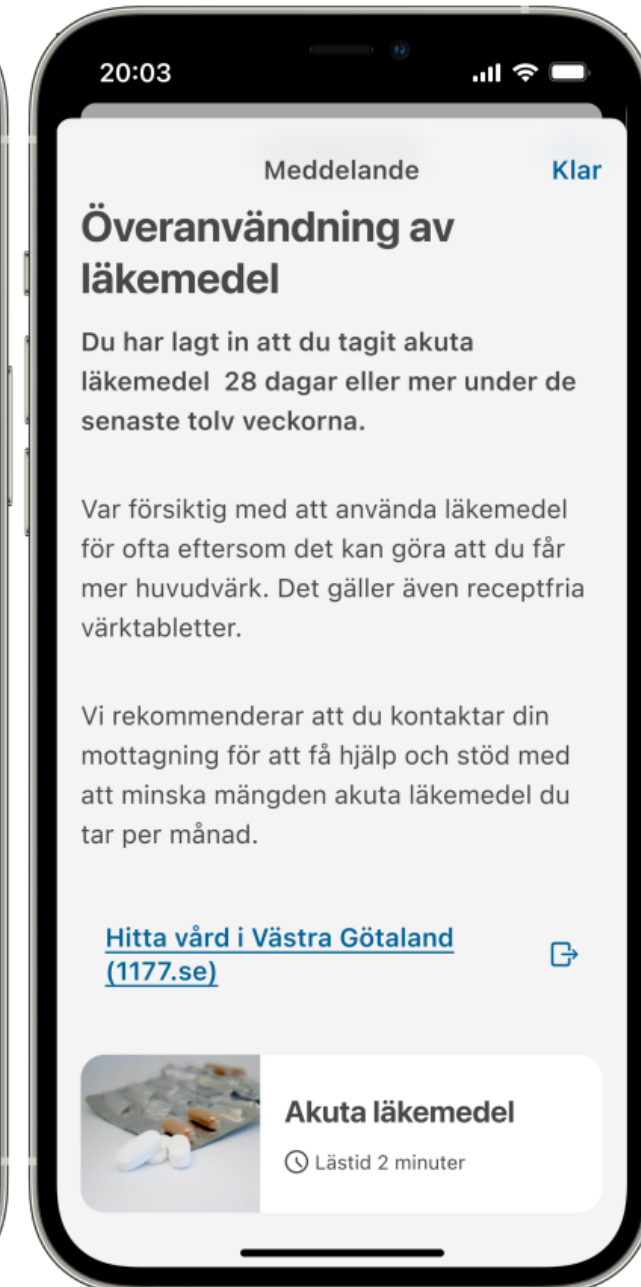 20:03
Meddelande
Klar
Överanvändning av
läkemedel
Du har lagt in att du tagit akuta
läkemedel  28 dagar eller mer under de
senaste tolv veckorna.
Var försiktig med att använda läkemedel
för ofta eftersom det kan göra att du får
mer huvudvärk. Det gäller även receptfria
värktabletter.
Vi rekommenderar att du kontaktar din
mottagning för att få hjälp och stöd med
att minska mängden akuta läkemedel du
tar per månad.
Hitta vård i Västra Götaland
(1177.se)
Akuta läkemedel
Lästid 2 minuter